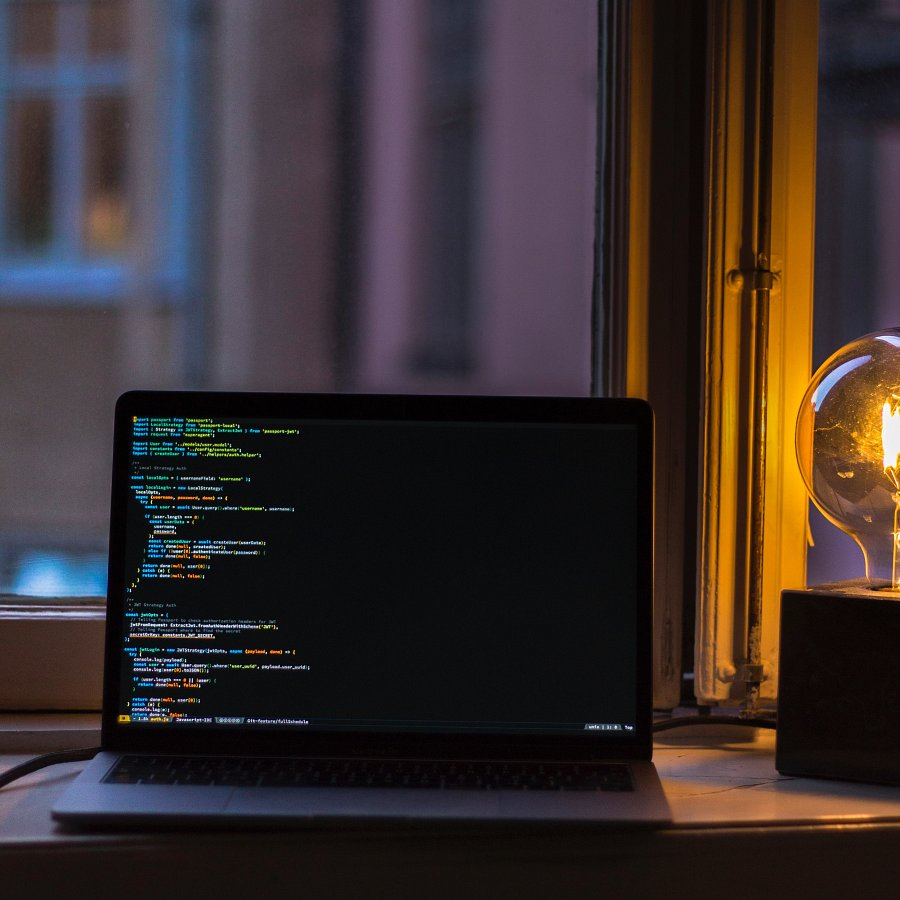 import passport from 'passport';
import LocalStrategy from 'passport-local';
import { Strategy as JWTStrategy, ExtractJwt } from 'passport-jwt';
import request from 'superagent';
import User from '../models/user.model';
import constants from '../config/constants';
import { createUser } from '../helpers/auth.helper';
/**
* Local Strategy Auth
*/
const localOpts = { usernameField: 'username' };
const localLogin = new LocalStrategy(
localOpts,
async (username, password, done) => {
try {
const user = await User.query().where('username', username);
if (user.length === 0) {
const userData = {
username,
password,
};
const createdUser = await createUser(userData);
return done(null, createdUser);
} else if (!user[0].authenticateUser(password)) {
return done(null, false);
}
return done(null, user[0]);
} catch (e) {
return done(null, false);
}
},
);
/**
* JWT Strategy Auth
*/
const jwtOpts = {
// Telling Passport to check authorization headers for JWT
jwtFromRequest: ExtractJwt.fromAuthHeaderWithScheme('JWT'),
// Telling Passport where to find the secret
secretOrKey: constants.JWT_SECRET,
};
const jwtLogin = new JWTStrategy(jwtOpts, async (payload, done) => {
try {
console.log(payload);
const user = await User.query().where('user_uuid', payload.user_uuid);
console.log(user[0].toJSON());
if (user.length === 0 || !user) {
return done(null, false);
}
return done(null, user[0]);
} catch (e) {
console.log(e);
return done(e, false);
- 1.6k auth.js Javascript-IDE Git-feature/fullSchedule unix | 1: 0 Top